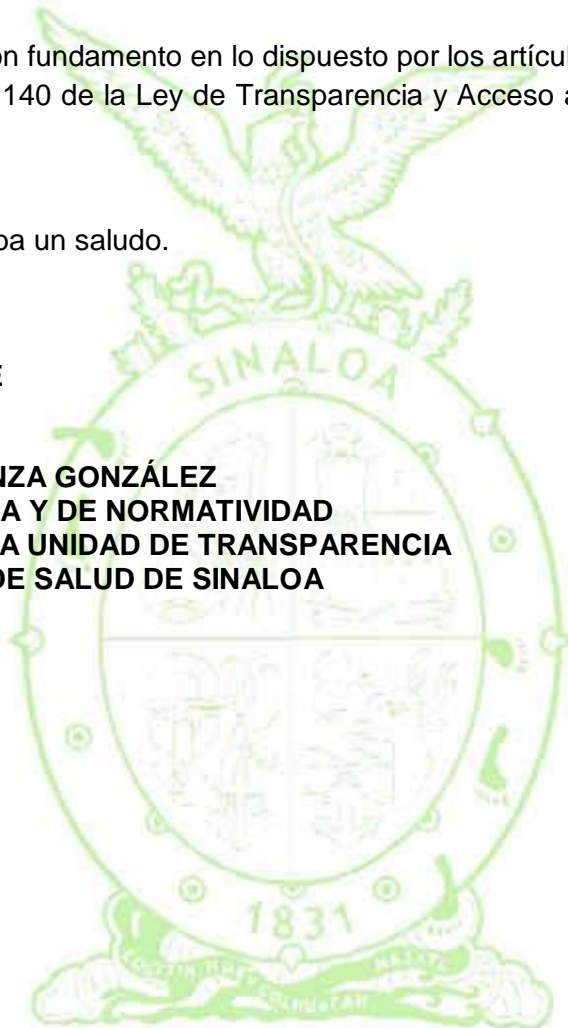 on fundamento en lo dispuesto por los artícul
140 de la Ley de Transparencia y Acceso a
ba un saludo.
E
NZA GONZÁLEZ
A Y DE NORMATIVIDAD
A UNIDAD DE TRANSPARENCIA
DE SALUD DE SINALOA
SINALOA
1831